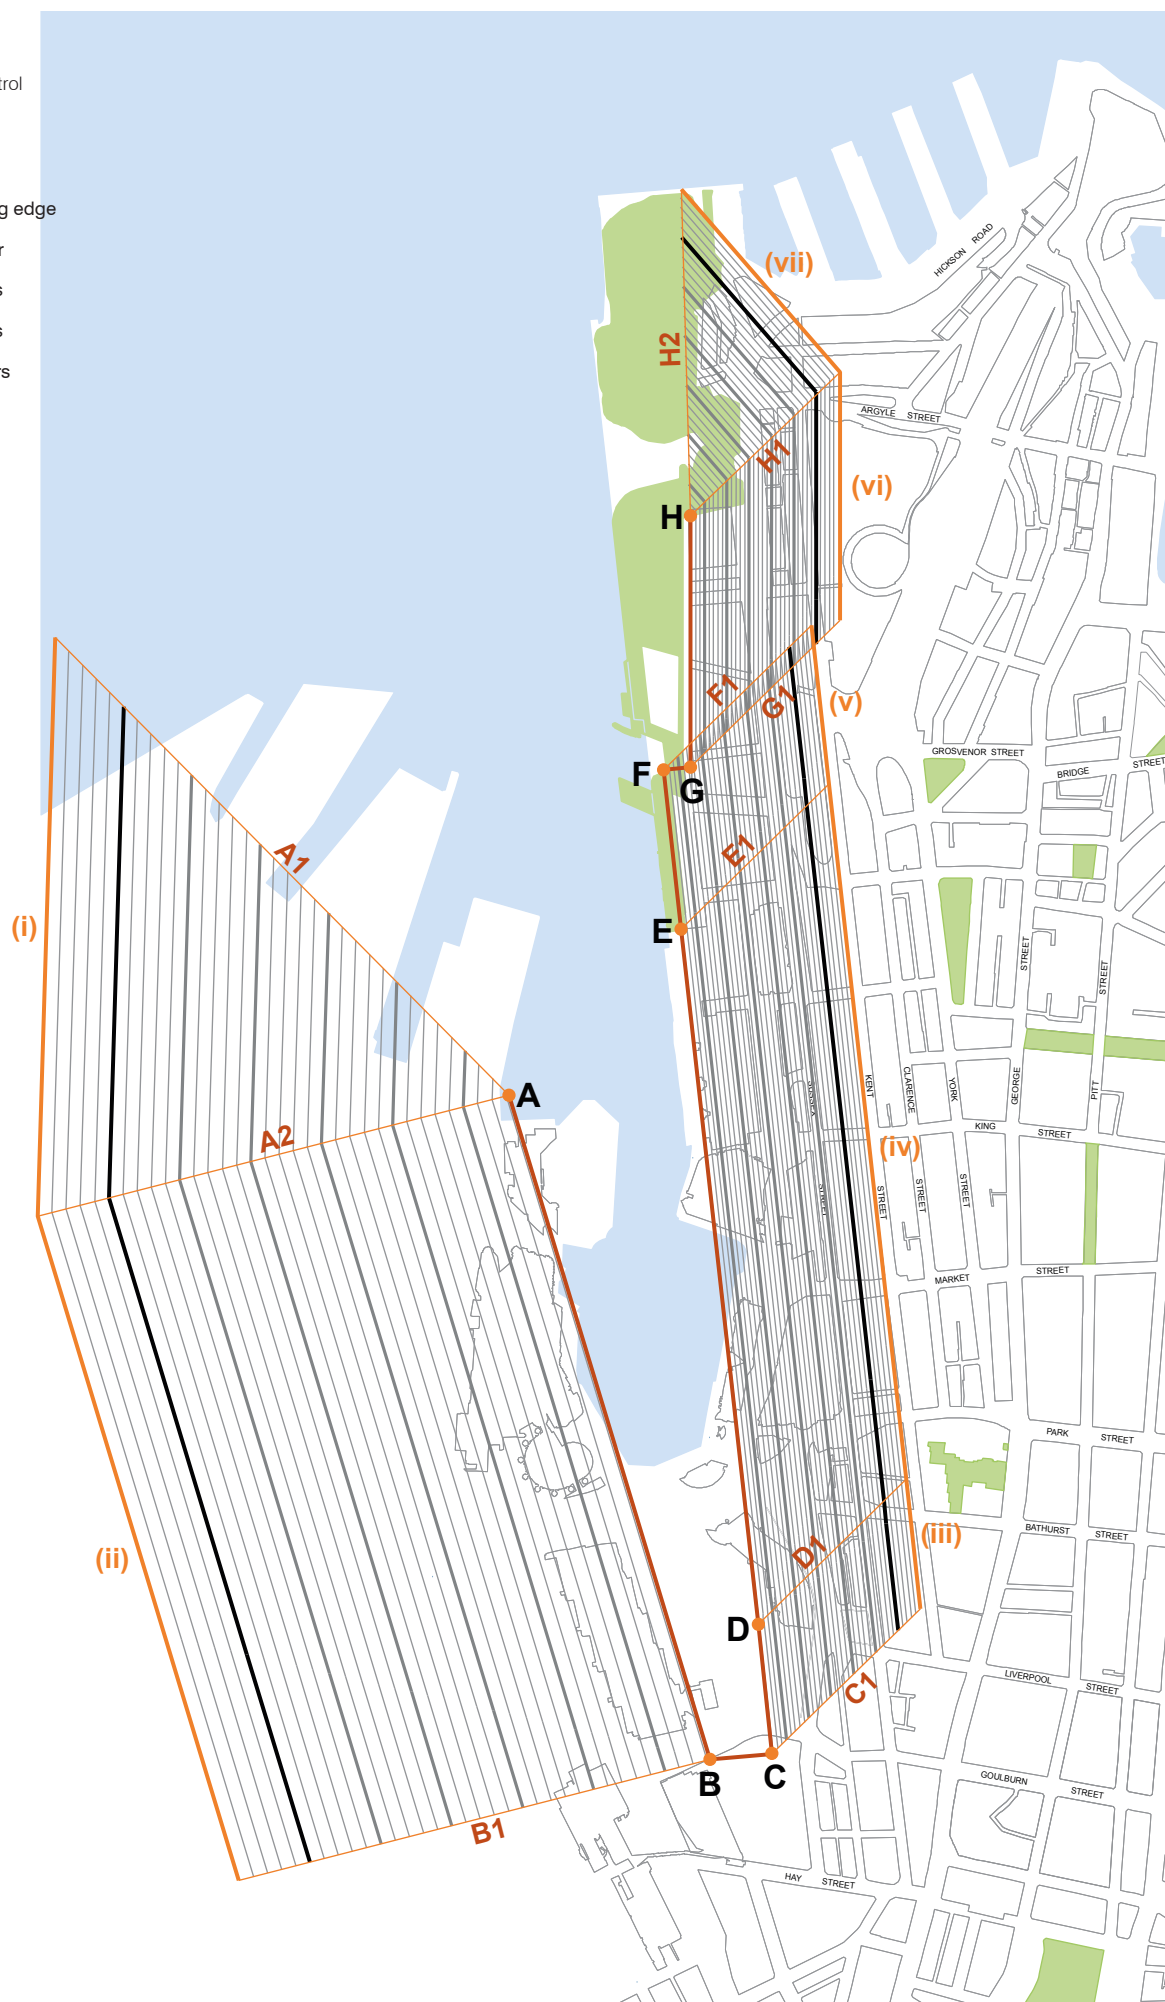 trol
g edge
r
s
s
rs
HICKSON ROAD
(vii)
H2
ARGYLE STREET
H1
(vi)
H
F1
G1
(v)
GROSVENOR STREET
BRIDGE STREET
F
G
A1
E1
(i)
E
STREET
STREET
A
SUSSEX
KENT
CLARENCE
YORK
GEORGE
PITT
A2
KING STREET
(iv)
STREET
STREET
STREET
STREET
MARKET STREET
PARK STREET
BATHURST STREET
(iii)
(ii)
D1
D
LIVERPOOL STREET
C1
B
C
GOULBURN STREET
B1
HAY STREET